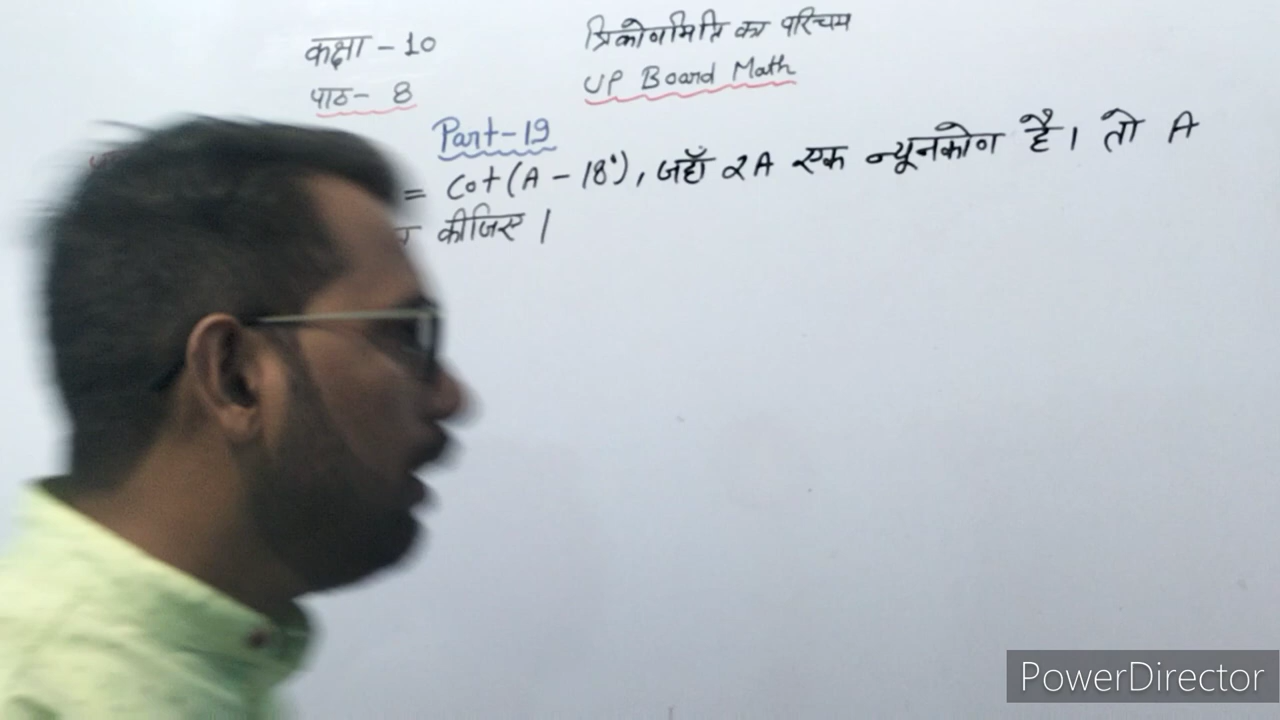 कक्षा - 10
पाठ - 8
त्रिकोणमिति का परिचय
UP Board Math
Part-19
= Cot(A - 18°), जहाँ 2A एक न्यूनकोण है। तो A
कीजिए।
PowerDirector